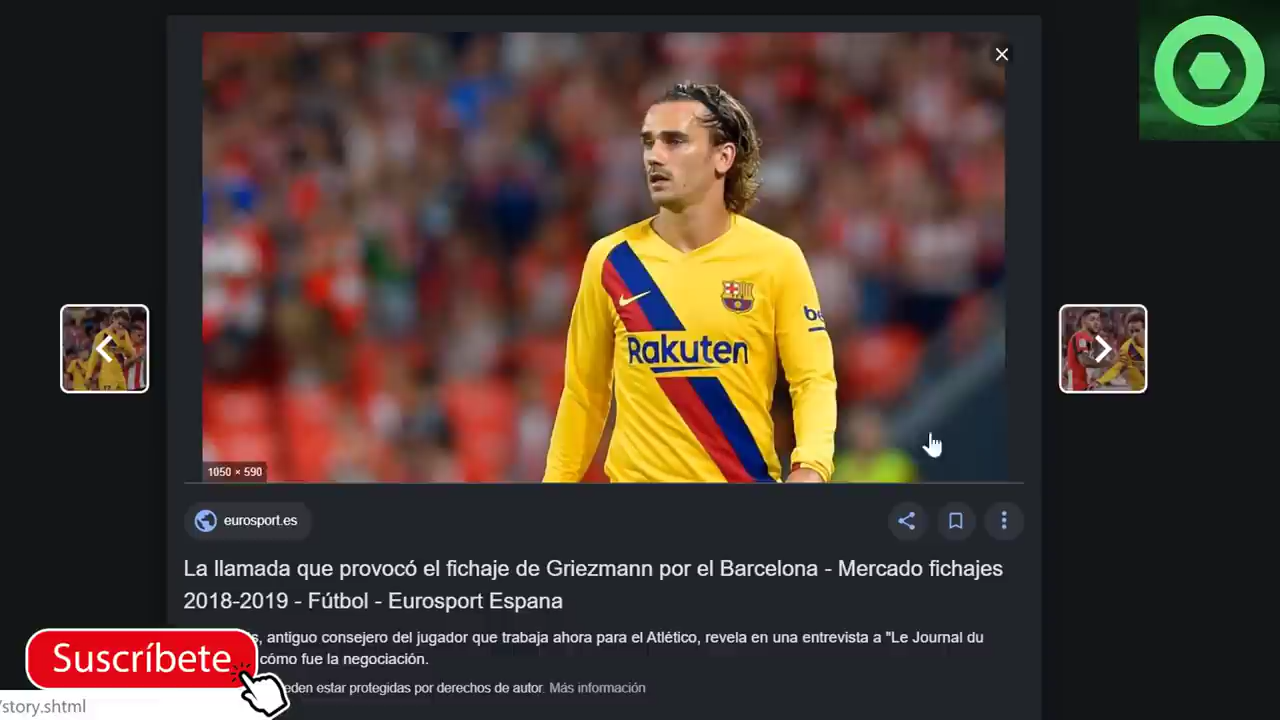 be
Rakuten
1050 × 590
eurosport.es
La llamada que provocó el fichaje de Griezmann por el Barcelona - Mercado fichajes
2018-2019 - Fútbol - Eurosport Espana
, antiguo consejero del jugador que trabaja ahora para el Atlético, revela en una entrevista a "Le Journal du
cómo fue la negociación.
Suscríbete
eden estar protegidas por derechos de autor. Más información
/story.shtml